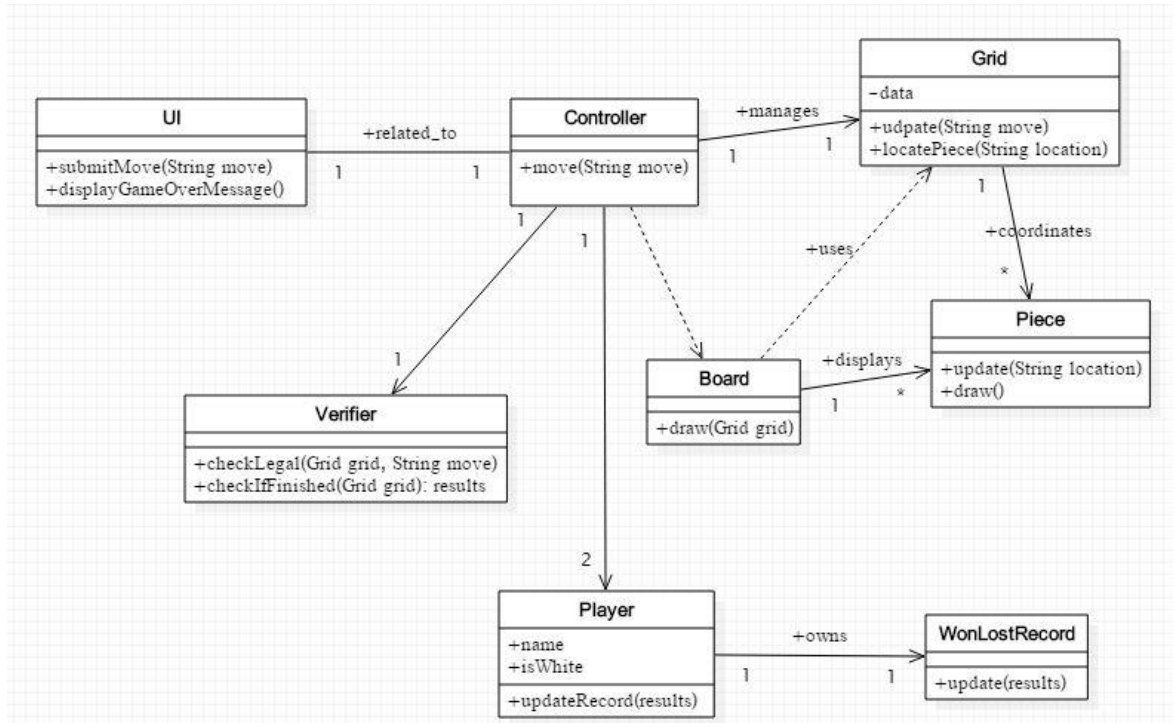 UI
+submitMove(String move)
+displayGameOverMessage()
+related_to
1
1
Controller
+move(String move)
+manages
1
1
Grid
-data
+udpate(String move)
+locatePiece(String location)
1
1
+uses
1
+coordinates
*
1
Verifier
+checkLegal(Grid grid, String move)
+checkIfFinished(Grid grid): results
Board
+draw(Grid grid)
+displays
1
*
Piece
+update(String location)
+draw()
2
Player
+name
+isWhite
+updateRecord(results)
+owns
1
1
WonLostRecord
+update(results)